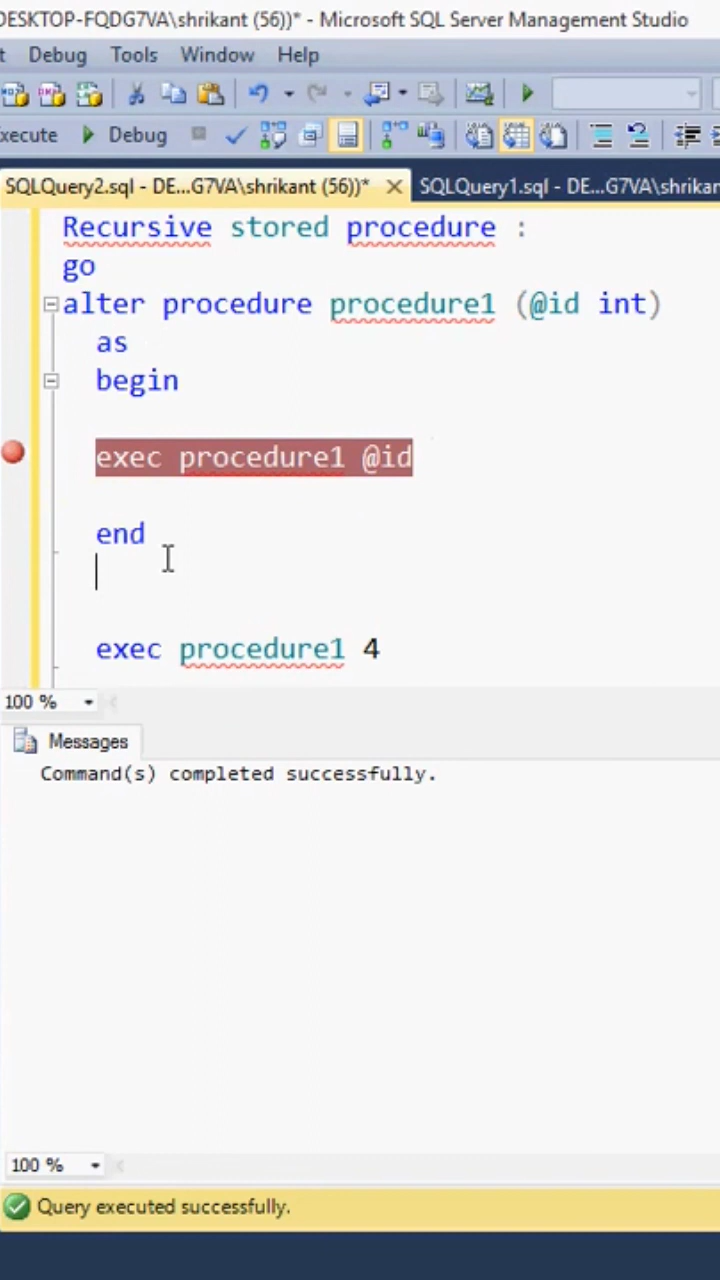 DESKTOP-FQDG7VA\shrikant (56))* - Microsoft SQL Server Management Studio
t Debug Tools Window Help
xecute Debug
SQLQuery2.sql - DE...G7VA\shrikant (56))* SQLQuery1.sql - DE...G7VA\shrikan
Recursive stored procedure :
go
alter procedure procedure1 (@id int)
as
begin
exec procedure1 @id
end
exec procedure1 4
100 %
Messages
Command(s) completed successfully.
100 %
Query executed successfully.